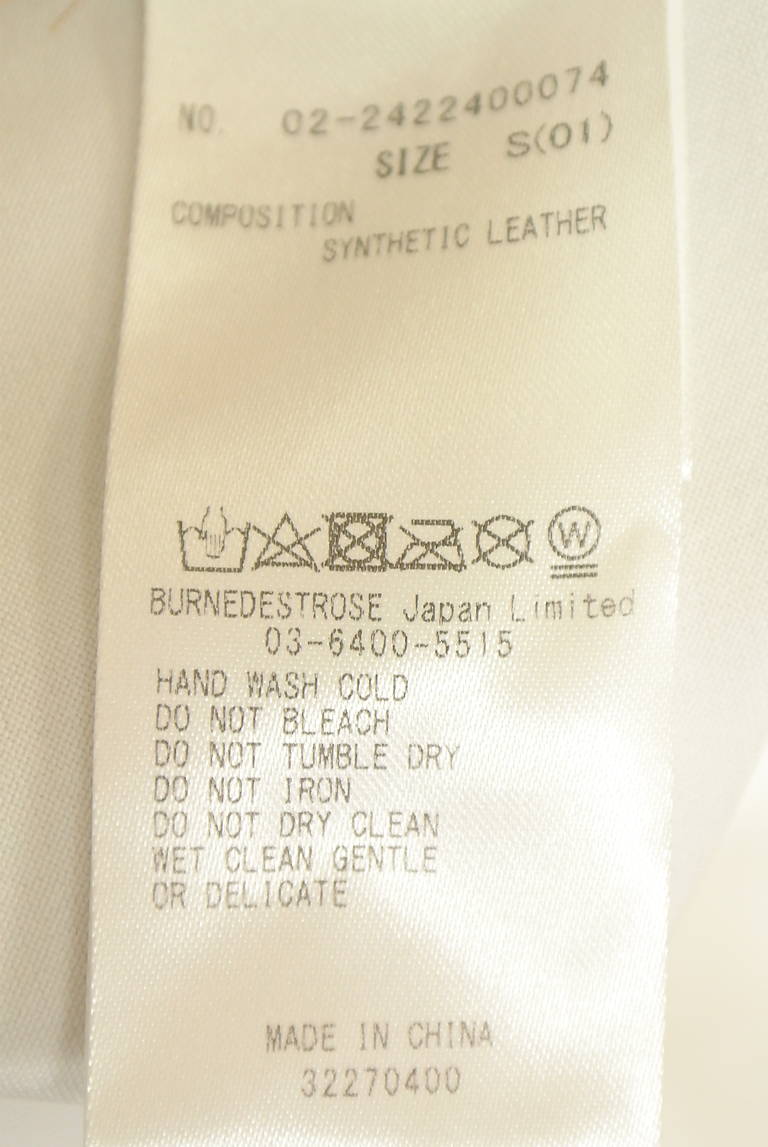 NO. 02-2422400074
SIZE S(01)
COMPOSITION
SYNTHETIC LEATHER
W
BURNEDESTROSE Japan Limited
03-6400-5515
HAND WASH COLD
DO NOT BLEACH
DO NOT TUMBLE DRY
DO NOT IRON
DO NOT DRY CLEAN
WET CLEAN GENTLE
OR DELICATE
MADE IN CHINA
32270400